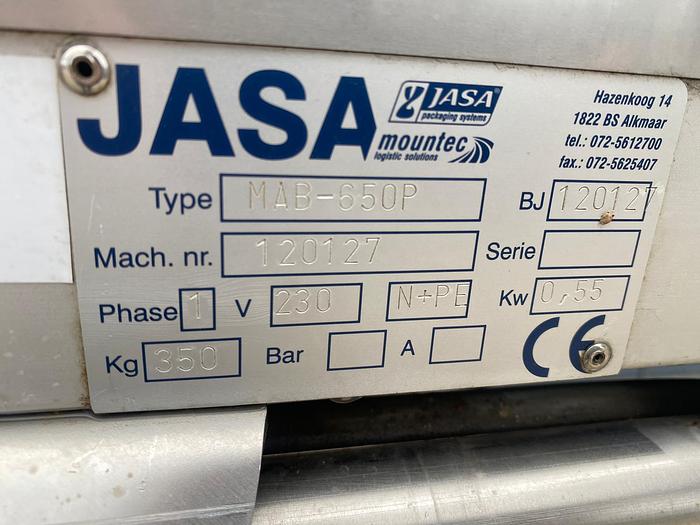 JASA
JASA
packaging systems
mountec
logistic solutions
Hazenkoog 14
1822 BS Alkmaar
tel.: 072-5612700
fax.: 072-5625407
Type MAB-650P BJ 120127
Mach. nr. 120127 Serie
Phase 1 V 230 N+PE Kw 0,55
Kg 350 Bar A CE